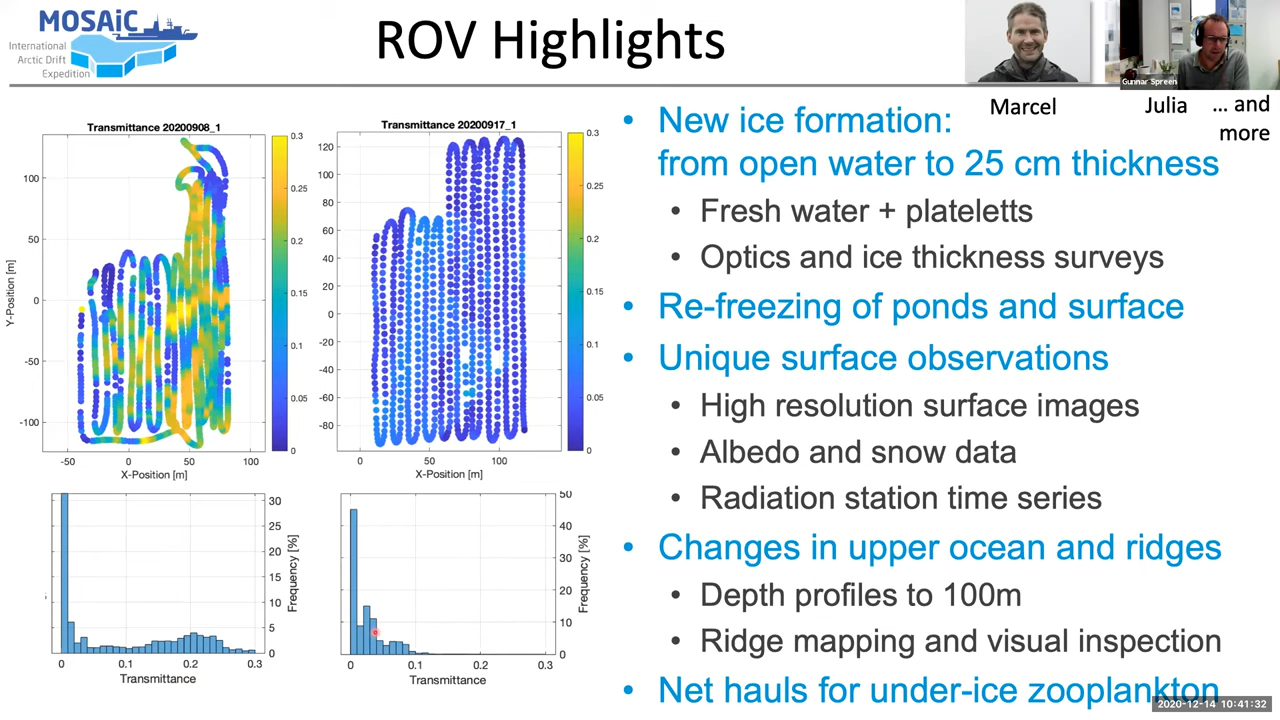 MOSAiC
International
Arctic Drift
Expedition
ROV Highlights
Gunnar Spreen
Marcel
Julia
... and
more
Transmittance 20200908_1
0.3
0.25
0.2
0.15
0.1
0.05
0
100
50
0
-50
-100
Y-Position [m]
-50
0
50
100
X-Position [m]
Transmittance 20200917_1
0.3
0.25
0.2
0.15
0.1
0.05
0
120
100
80
60
40
20
0
-20
-40
-60
-80
0
50
100
X-Position [m]
30
25
20
15
10
5
0
Frequency [%]
0
0.1
0.2
0.3
Transmittance
50
40
30
20
10
0
Frequency [%]
0
0.1
0.2
0.3
Transmittance
• New ice formation:
from open water to 25 cm thickness
• Fresh water + plateletts
• Optics and ice thickness surveys
• Re-freezing of ponds and surface
• Unique surface observations
• High resolution surface images
• Albedo and snow data
• Radiation station time series
• Changes in upper ocean and ridges
• Depth profiles to 100m
• Ridge mapping and visual inspection
• Net hauls for under-ice zooplankton
2020-12-14 10:41:32